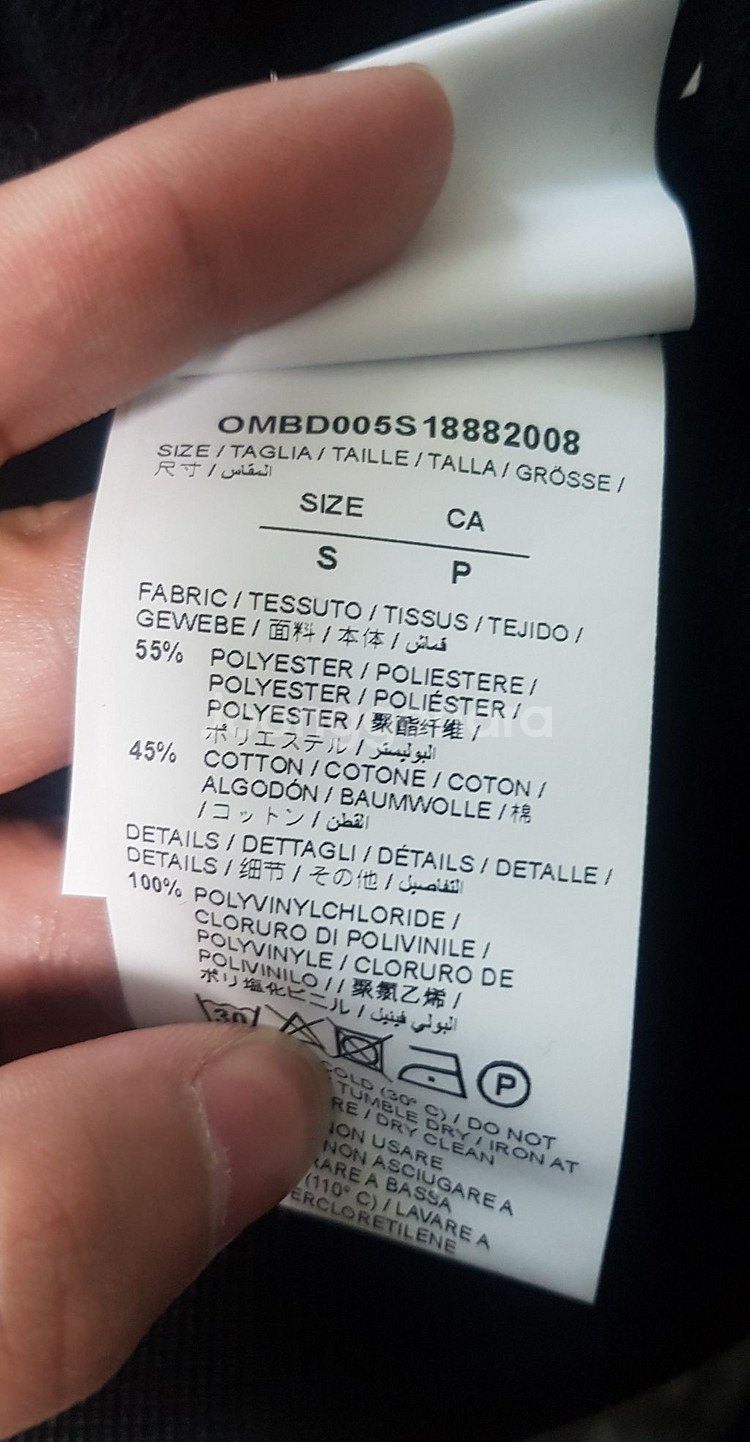 OMBD005S18882008
SIZE / TAGLIA / TAILLE / TALLA / GRÖSSE /
尺寸 / المقاس
SIZE CA
S P
FABRIC / TESSUTO / TISSUS / TEJIDO /
GEWEBE / 面料 / 本体 / قماش
55% POLYESTER / POLIESTERE /
POLYESTER / POLIÉSTER /
POLYESTER / 聚酯纤维 /
ポリエステル / البوليستر
45% COTTON / COTONE / COTON /
ALGODÓN / BAUMWOLLE / 棉
/ コットン / القطن
DETAILS / DETTAGLI / DÉTAILS / DETALLE /
DETAILS / 细节 / その他 / التفاصيل
100% POLYVINYLCHLORIDE /
CLORURO DI POLIVINILE /
POLYVINYLE / CLORURO DE
POLIVINILO / / 聚氯乙烯 /
ポリ塩化ビニル / البولي فينيل
30 P
COLD (30° C) / DO NOT
TUMBLE DRY / IRON AT
/ DRY CLEAN
USARE
NON ASCIUGARE A
A BASSA
(110° C) / LAVARE A